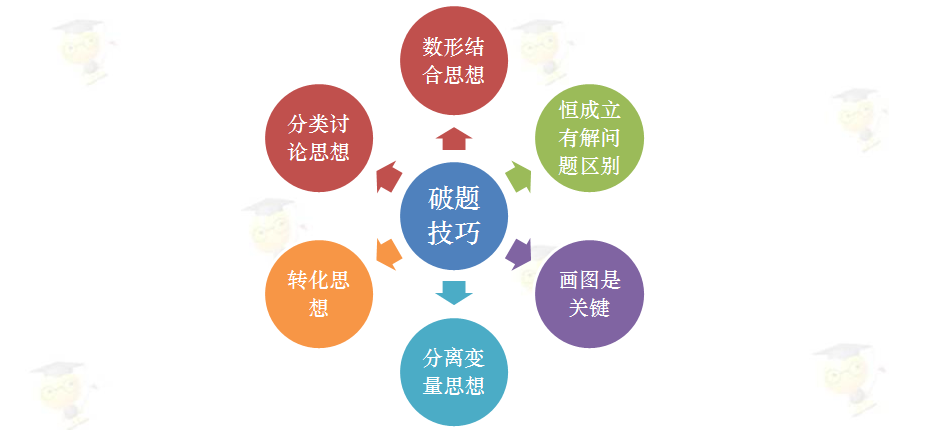 数形结
合思想
恒成立
有解问
题区别
画图是
关键
分离变
量思想
转化思
想
分类讨
论思想
破题
技巧